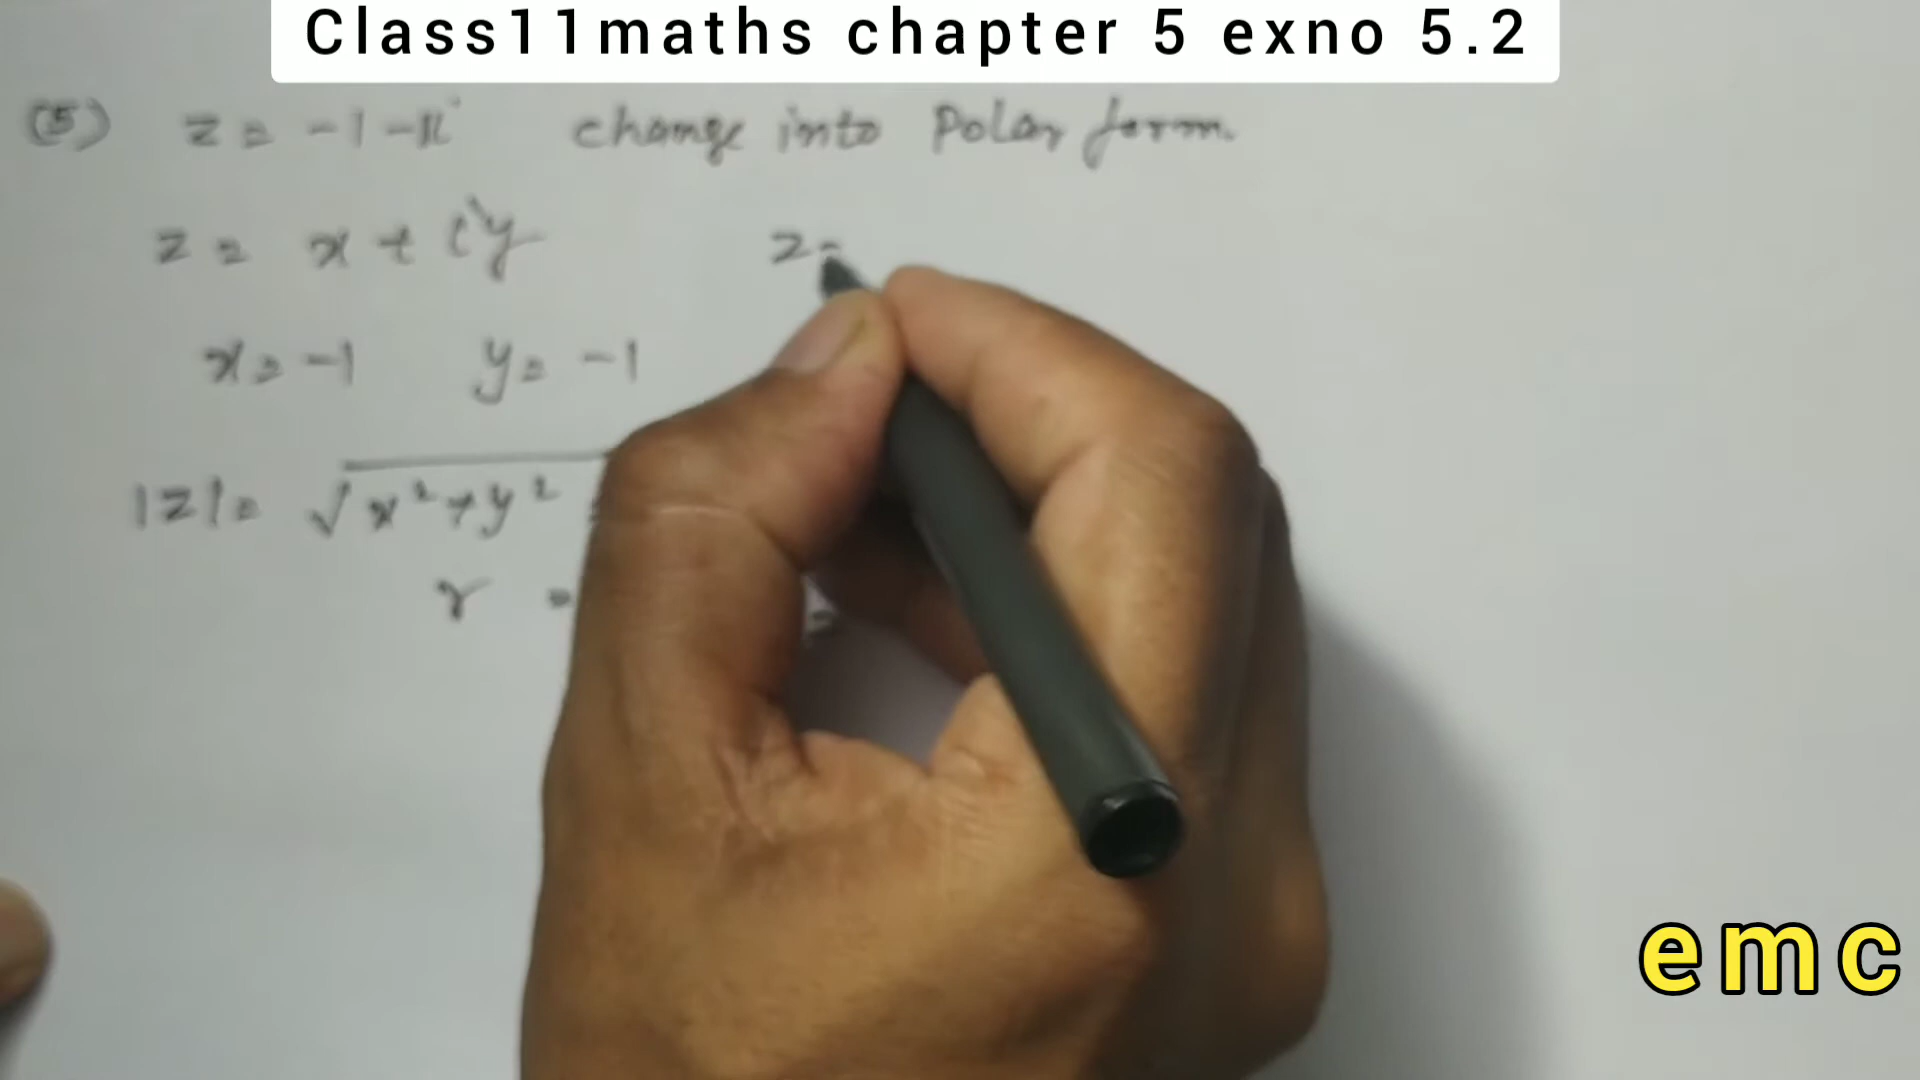 Class11maths chapter 5 exno 5.2
(5) z = -1 - i change into Polar form.
z = x + iy z =
x = -1 y = -1
|z| = √x² + y²
r =
emc